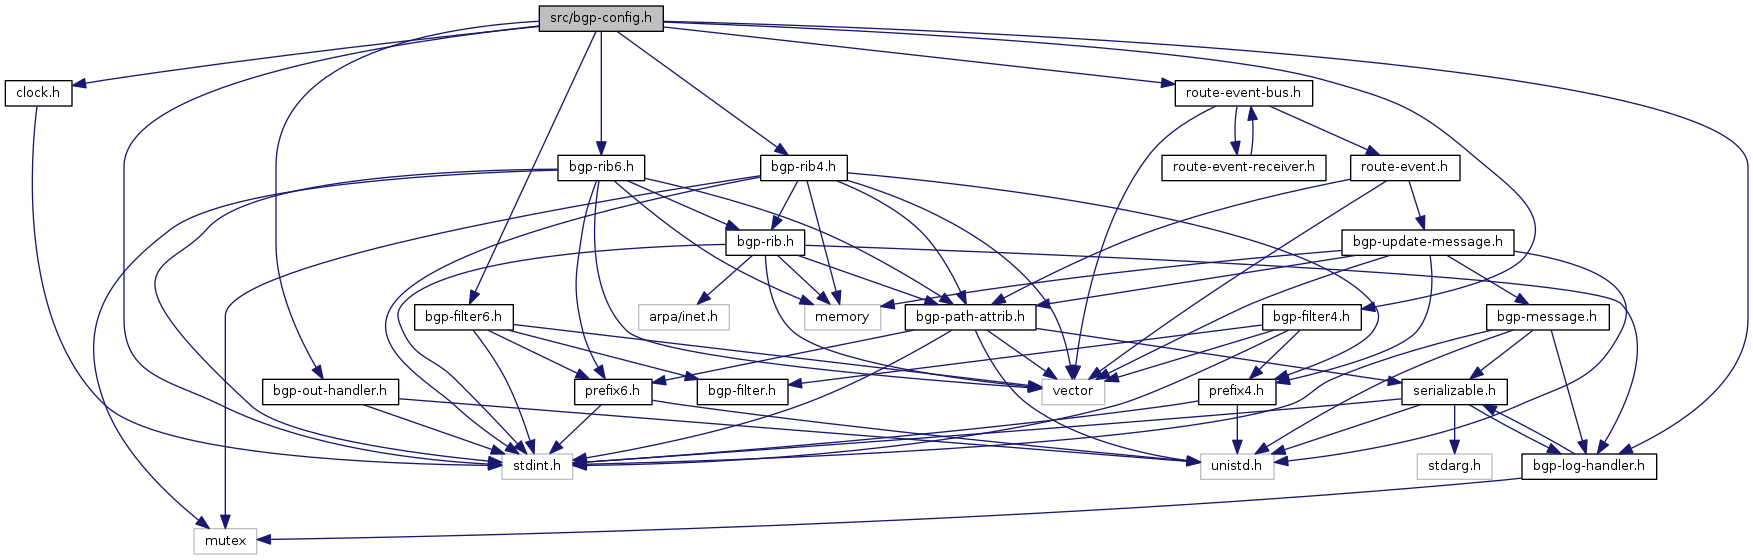 src/bgp-config.h
clock.h
route-event-bus.h
bgp-rib6.h
bgp-rib4.h
route-event-receiver.h
route-event.h
bgp-rib.h
bgp-update-message.h
bgp-filter6.h
arpa/inet.h
memory
bgp-path-attrib.h
bgp-filter4.h
bgp-message.h
bgp-out-handler.h
prefix6.h
bgp-filter.h
vector
prefix4.h
serializable.h
stdint.h
unistd.h
stdarg.h
bgp-log-handler.h
mutex